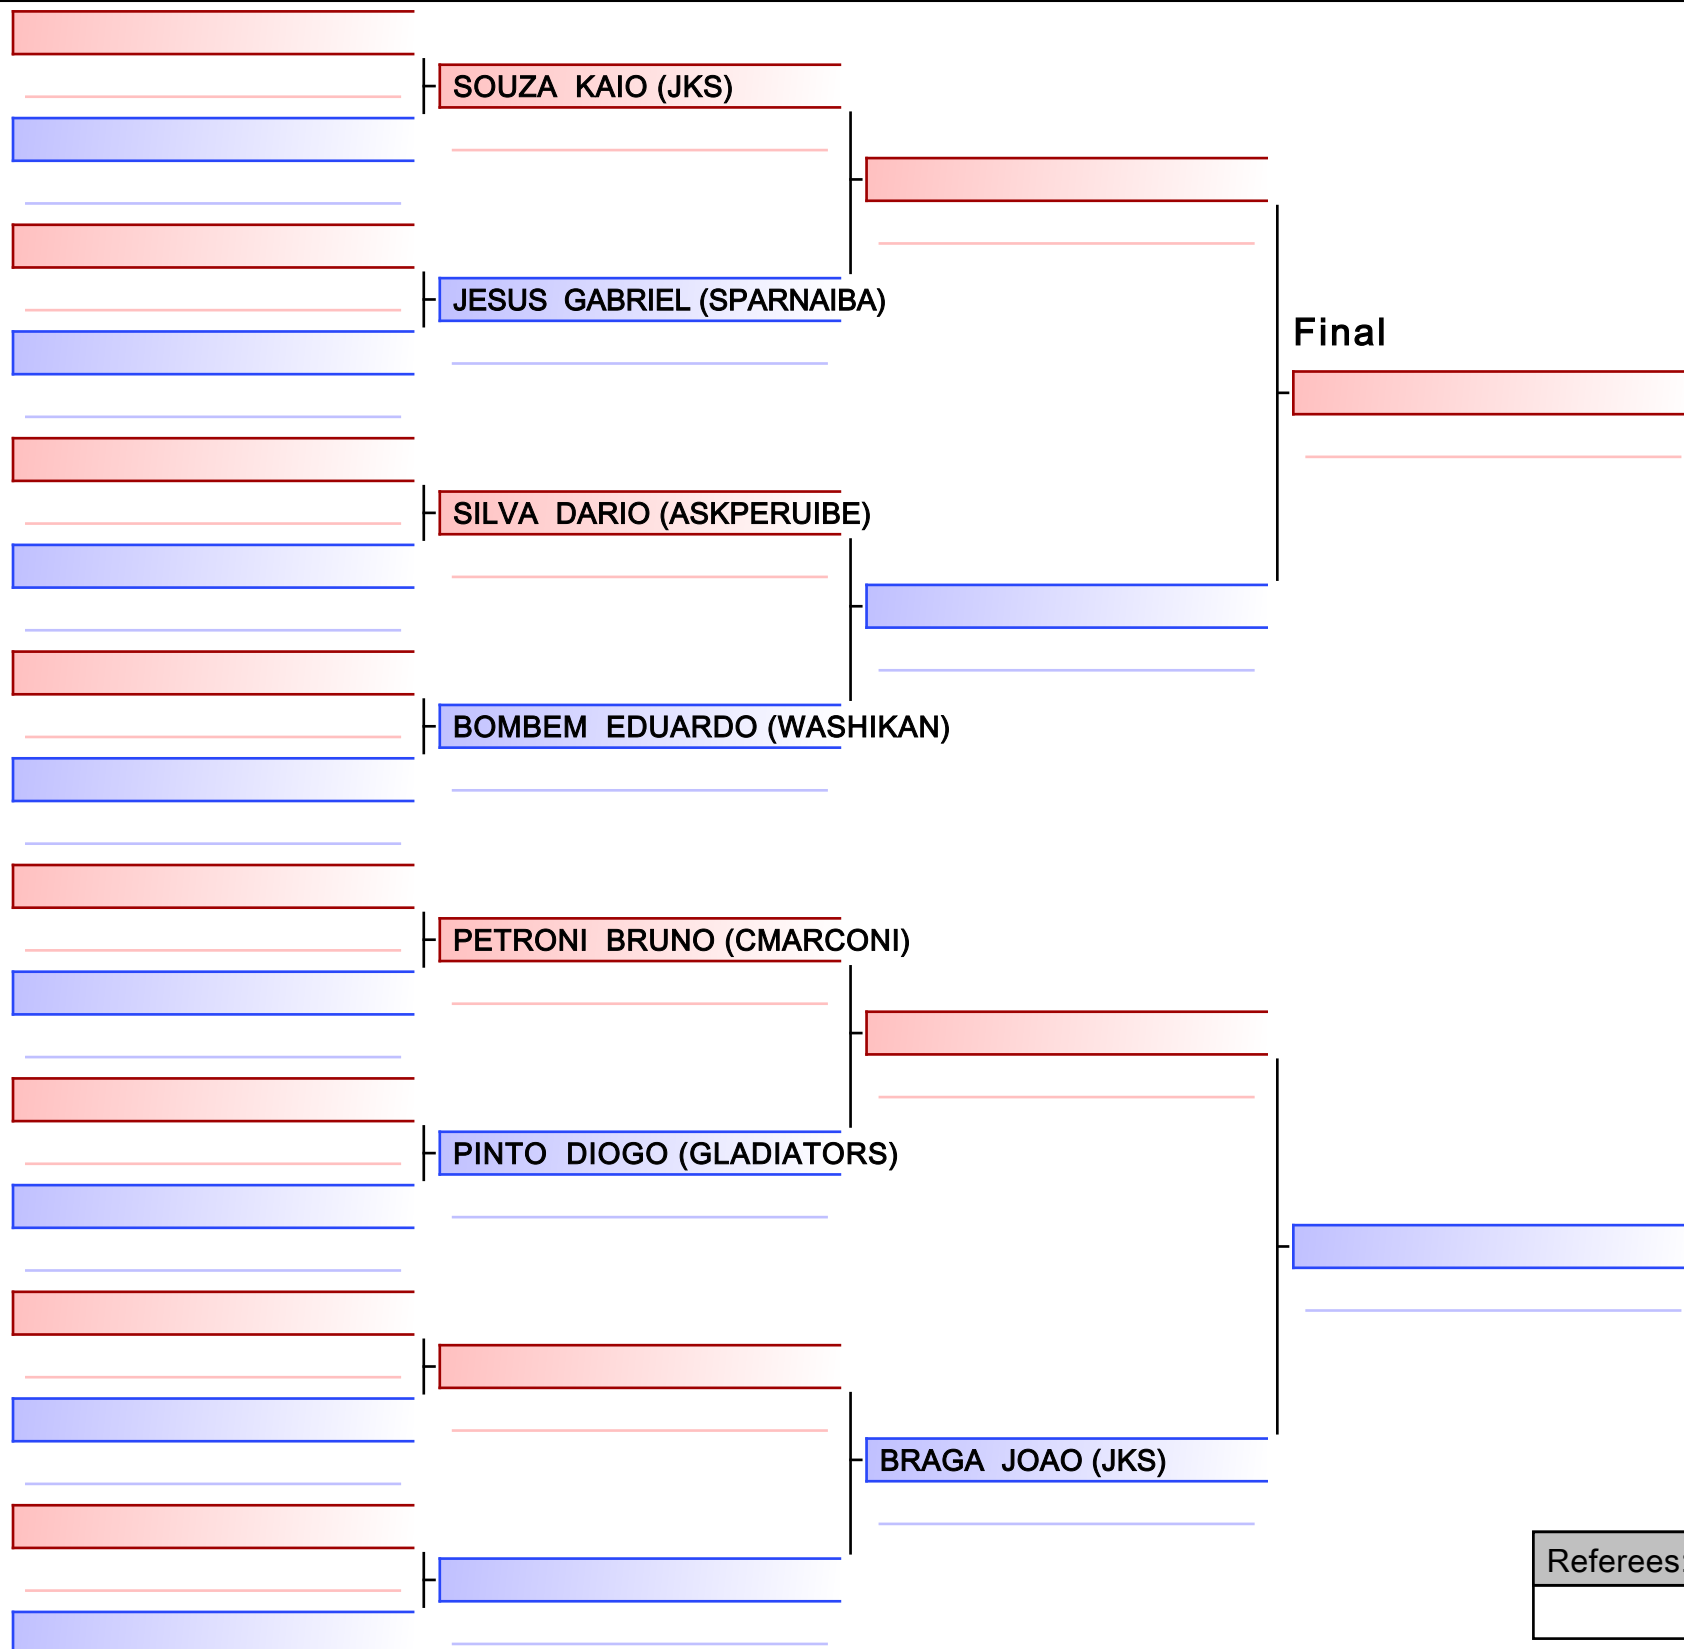 SOUZA  KAIO (JKS)
JESUS  GABRIEL (SPARNAIBA)
Final
SILVA  DARIO (ASKPERUIBE)
BOMBEM  EDUARDO (WASHIKAN)
PETRONI  BRUNO (CMARCONI)
PINTO  DIOGO (GLADIATORS)
BRAGA  JOAO (JKS)
Referees: